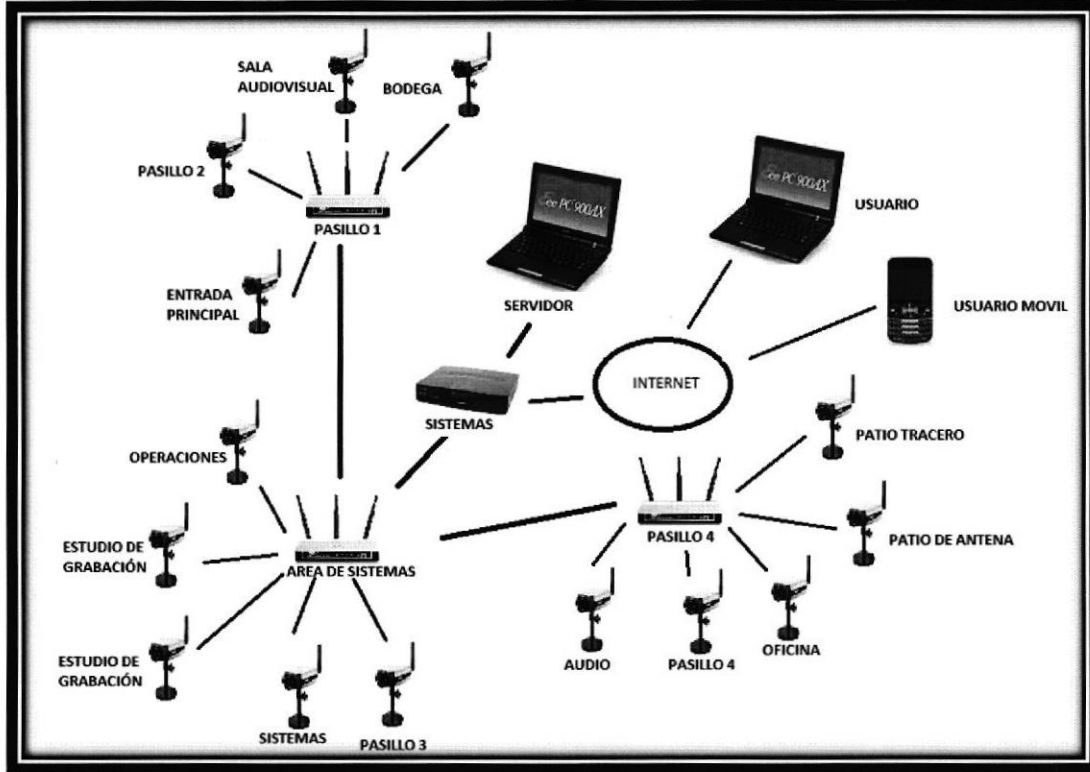 SALA
AUDIOVISUAL
BODEGA
PASILLO 2
PASILLO 1
ENTRADA
PRINCIPAL
Eee PC 900AX
SERVIDOR
Eee PC 900AX
USUARIO
USUARIO MOVIL
INTERNET
SISTEMAS
OPERACIONES
PATIO TRACERO
ESTUDIO DE
GRABACIÓN
AREA DE SISTEMAS
PASILLO 4
PATIO DE ANTENA
ESTUDIO DE
GRABACIÓN
AUDIO
PASILLO 4
OFICINA
SISTEMAS
PASILLO 3